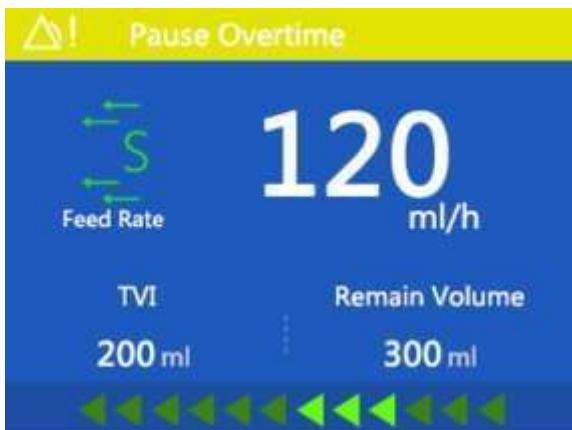 ! Pause Overtime
S
120
ml/h
Feed Rate
TVI
Remain Volume
200 ml
300 ml